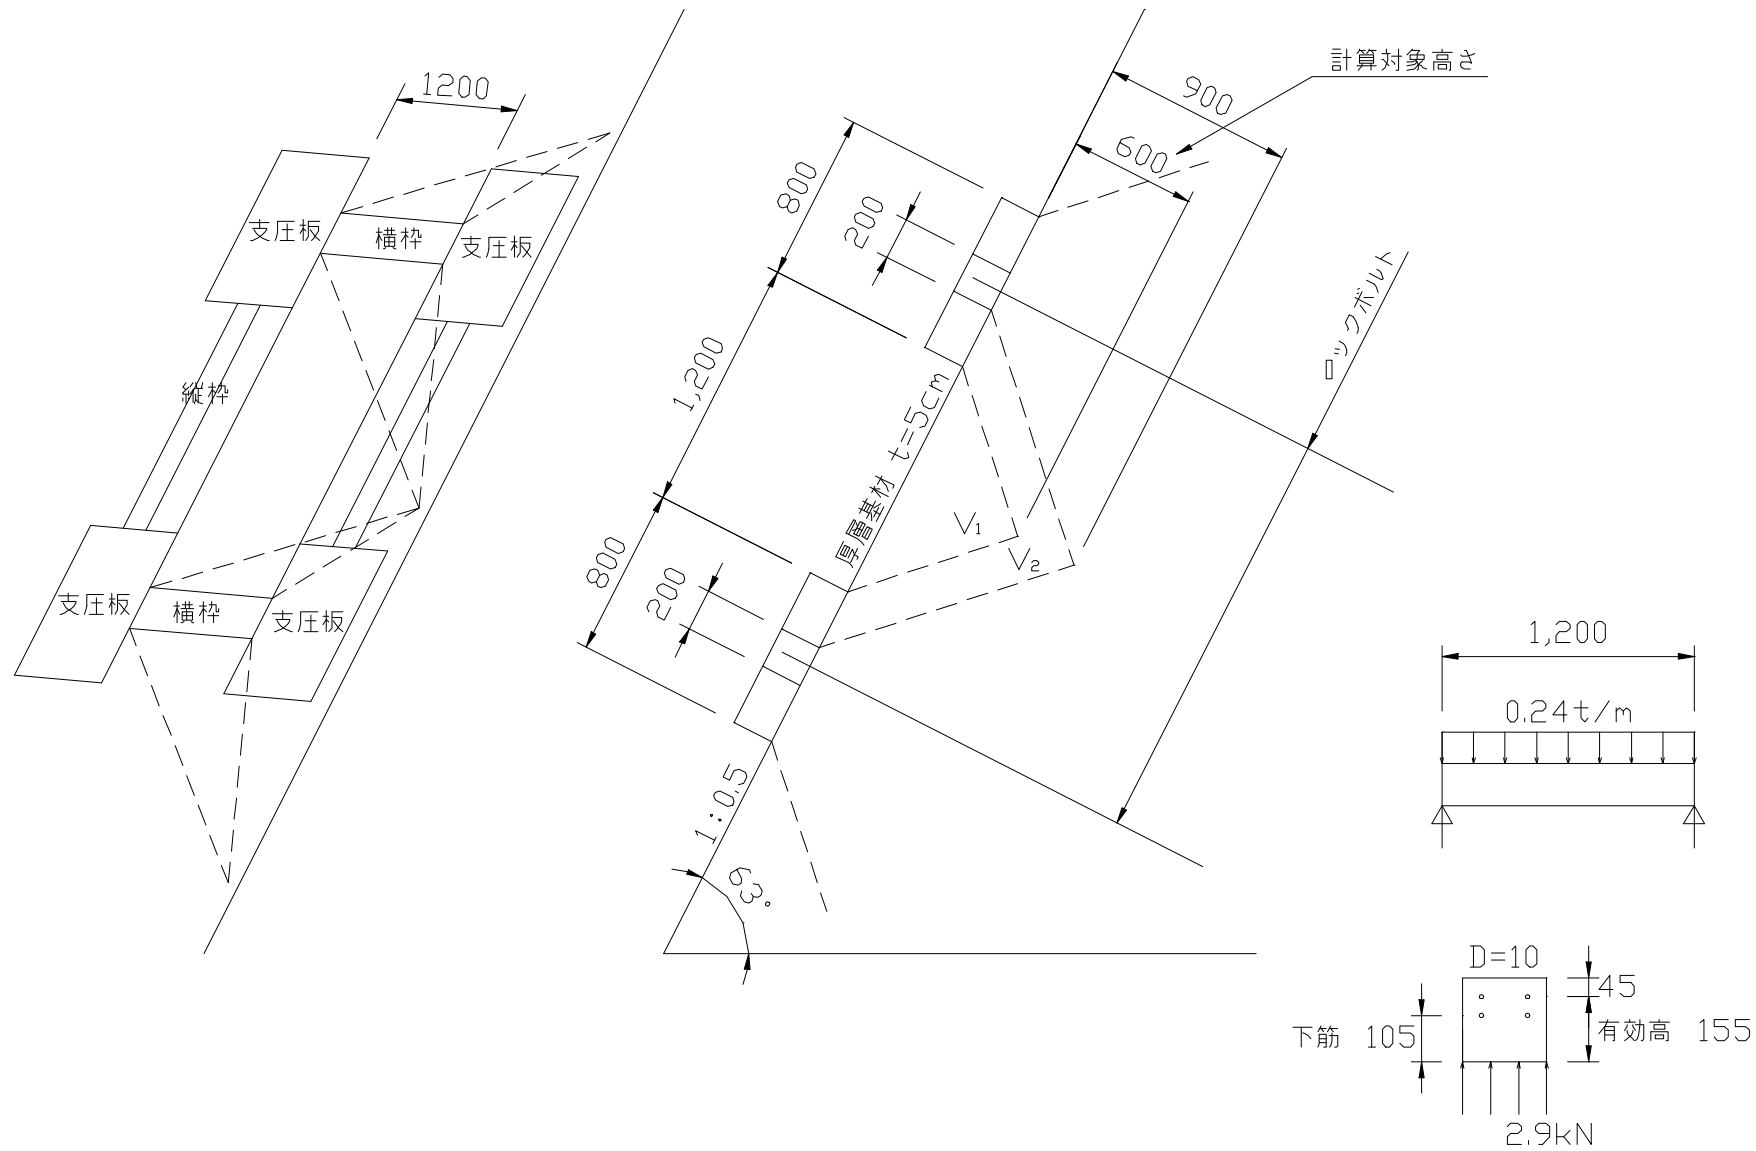 1200
支圧板
横枠
支圧板
縦枠
支圧板
横枠
支圧板
計算対象高さ
900
600
800
200
1,200
厚層基材 t=5cm
ロックボルト
V1
V2
800
200
1:0.5
63°
1,200
0.24t/m
D=10
45
下筋 105
有効高 155
2.9kN